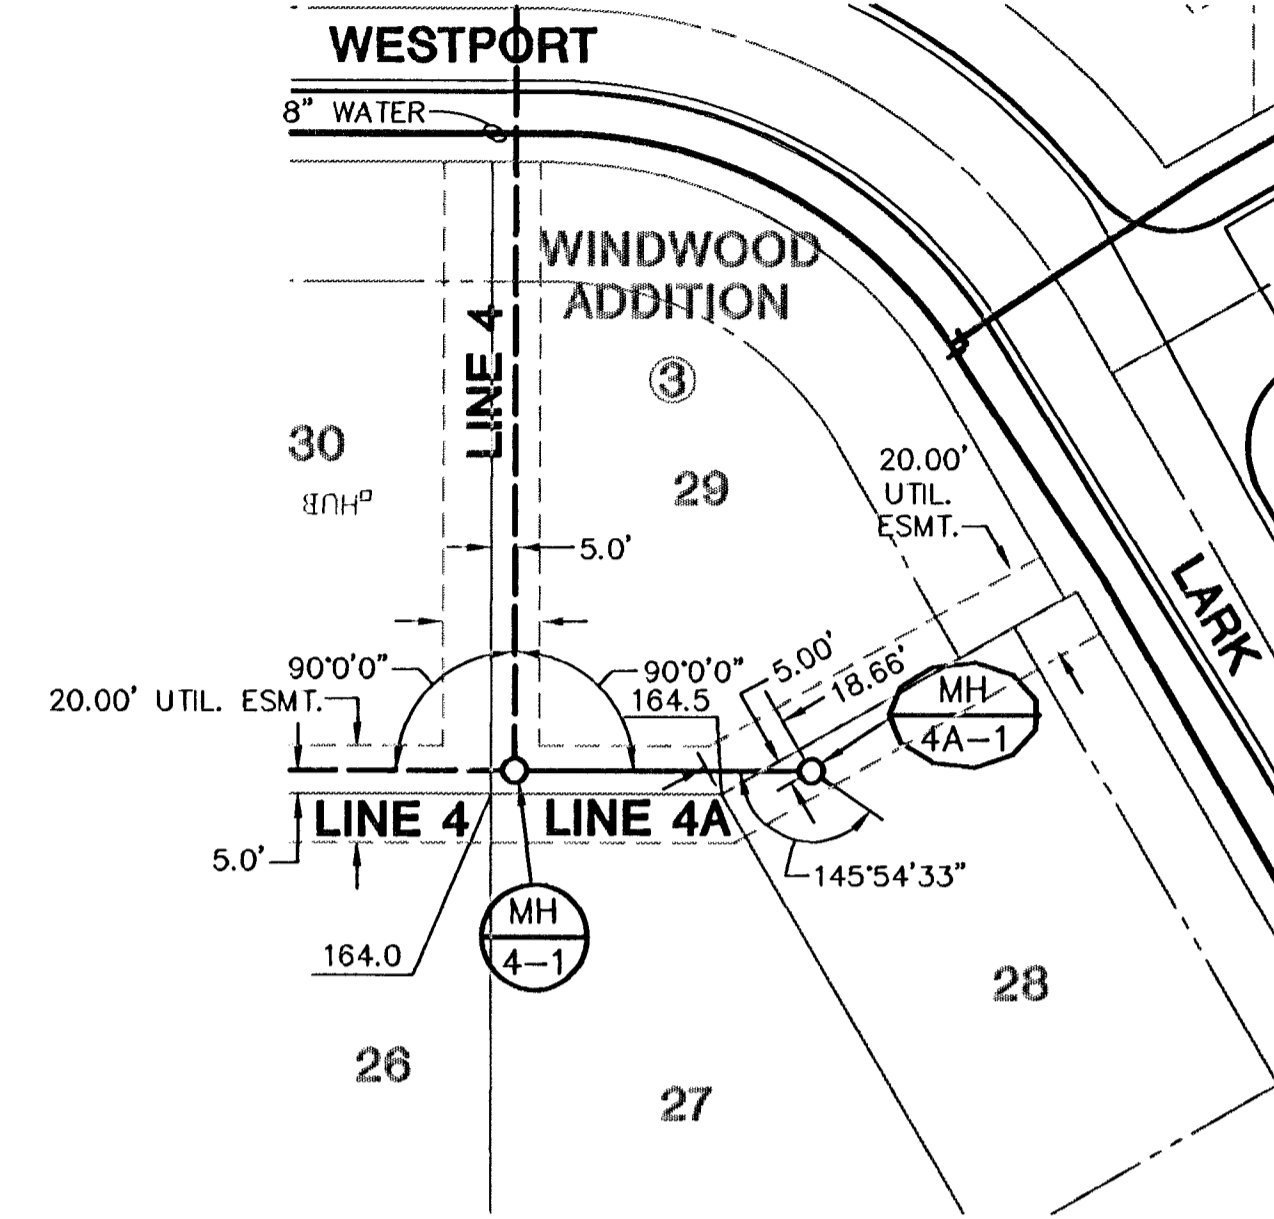 WESTPORT
8" WATER
WINDWOOD
ADDITION
3
LINE 4
30
HUB
29
20.00'
UTIL.
ESMT.
5.0'
LARK
90°0'0"
90°0'0"
5.00'
18.66'
20.00' UTIL. ESMT.
164.5
MH
4A-1
LINE 4
LINE 4A
5.0'
145°54'33"
MH
4-1
164.0
28
26
27